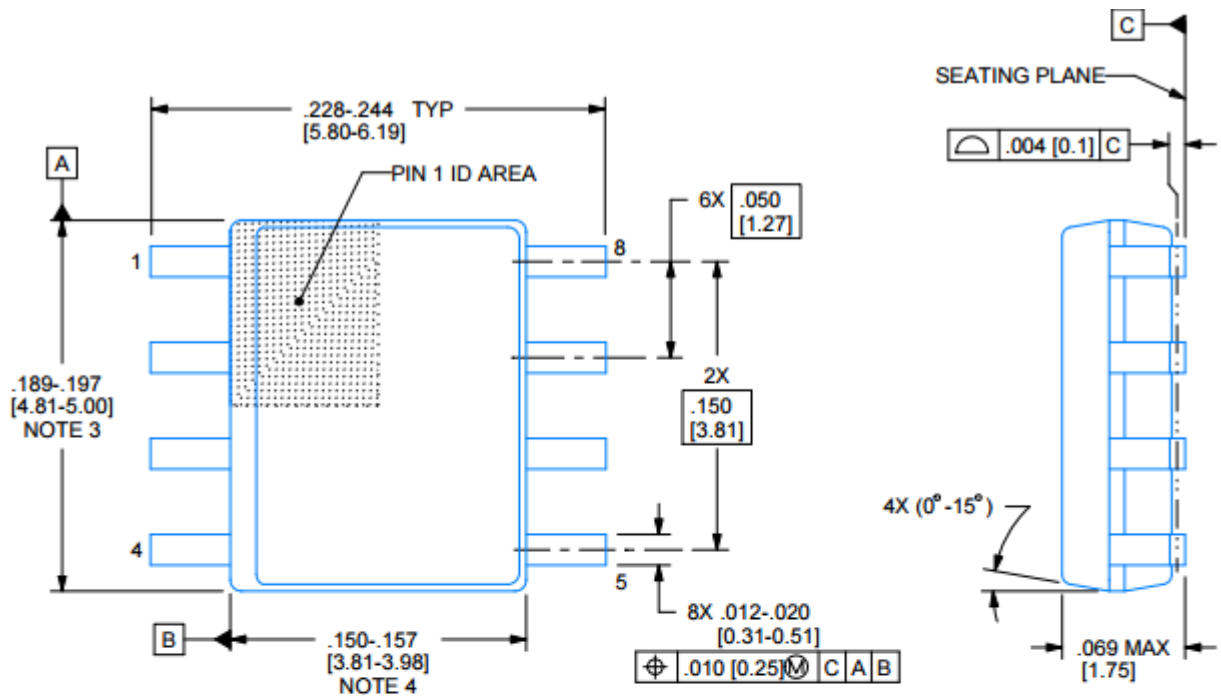 C
SEATING PLANE
.004 [0.1] C
.228-.244 TYP
[5.80-6.19]
A
PIN 1 ID AREA
6X .050
[1.27]
1
8
2X
.150
[3.81]
.189-.197
[4.81-5.00]
NOTE 3
4X (0°-15°)
4
5
8X .012-.020
[0.31-0.51]
.010 [0.25]Ⓜ C A B
B
.150-.157
[3.81-3.98]
NOTE 4
.069 MAX
[1.75]